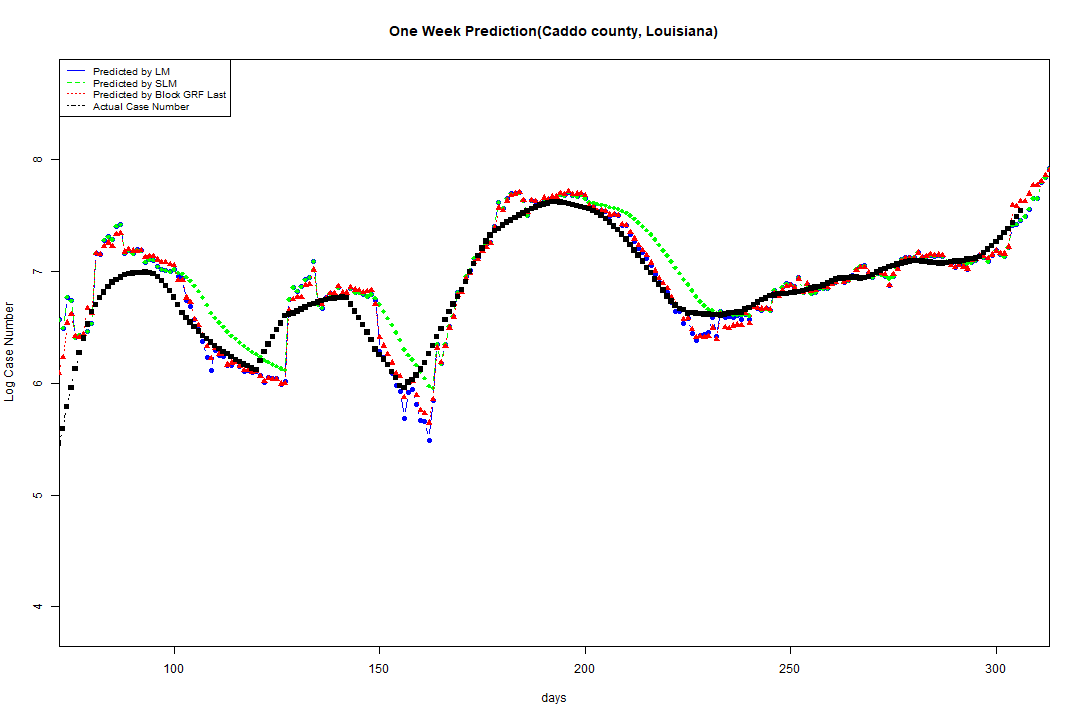 One Week Prediction(Caddo county, Louisiana)
Predicted by LM
Predicted by SLM
Predicted by Block GRF Last
Actual Case Number
8
7
6
5
4
Log Case Number
100 150 200 250 300
days